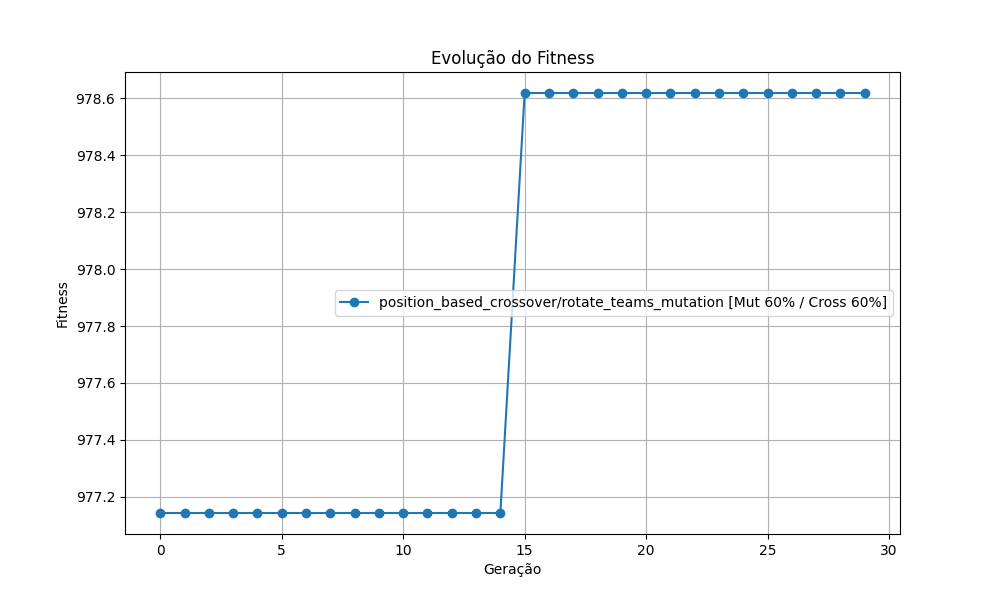 Evolução do Fitness
Fitness
978.6
978.4
978.2
978.0
977.8
977.6
977.4
977.2
position_based_crossover/rotate_teams_mutation [Mut 60% / Cross 60%]
0 5 10 15 20 25 30
Geração